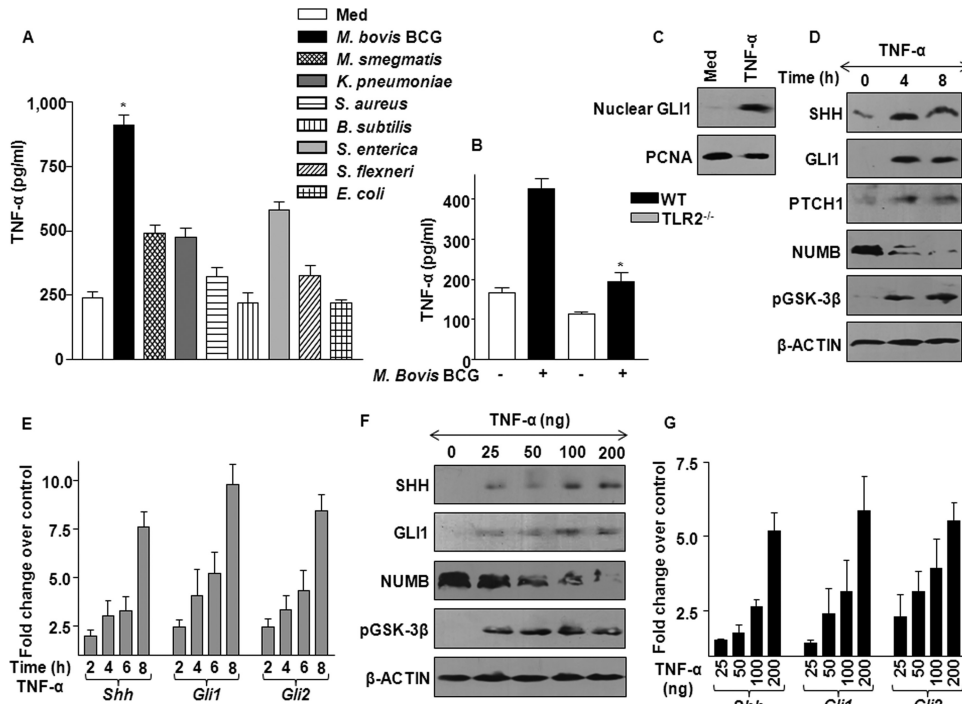 A
Med
M. bovis BCG
M. smegmatis
K. pneumoniae
S. aureus
B. subtilis
S. enterica
S. flexneri
E. coli
TNF-α (pg/ml)
1,000
750
500
250
0
*
B
TNF-α (pg/ml)
400
300
200
100
0
*
WT
TLR2-/-
M. Bovis BCG - + - +
C
Med TNF-α
Nuclear GLI1
PCNA
D
TNF-α
Time (h) 0 4 8
SHH
GLI1
PTCH1
NUMB
pGSK-3β
β-ACTIN
E
Fold change over control
10.0
7.5
5.0
2.5
Time (h) 2 4 6 8 2 4 6 8 2 4 6 8
TNF-α
Shh Gli1 Gli2
F
TNF-α (ng)
0 25 50 100 200
SHH
GLI1
NUMB
pGSK-3β
β-ACTIN
G
Fold change over control
7.5
5.0
2.5
TNF-α 25 50 100 200 25 50 100 200 25 50 100 200
(ng)
Shh Gli1 Gli2